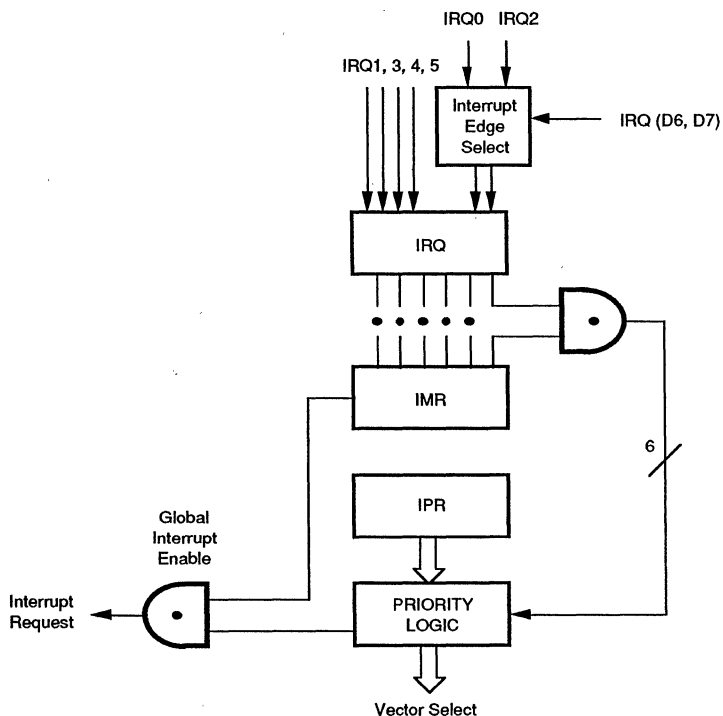 IRQ0 IRQ2
IRQ1, 3, 4, 5
Interrupt
Edge
Select
IRQ (D6, D7)
IRQ
IMR
6
IPR
Global
Interrupt
Enable
Interrupt
Request
PRIORITY
LOGIC
Vector Select